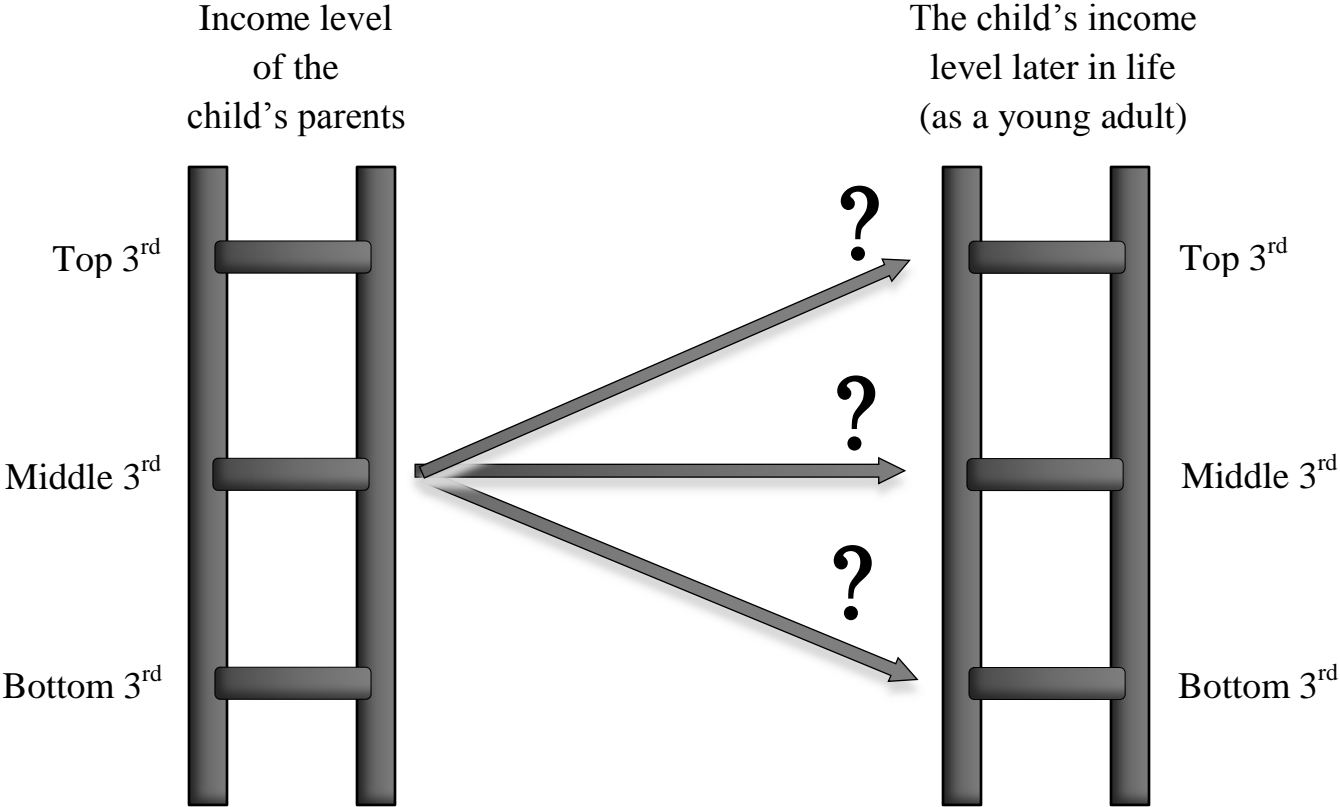 Income level
of the
child’s parents
The child’s income
level later in life
(as a young adult)
?
Top 3rd
Top 3rd
?
Middle 3rd
Middle 3rd
?
Bottom 3rd
Bottom 3rd